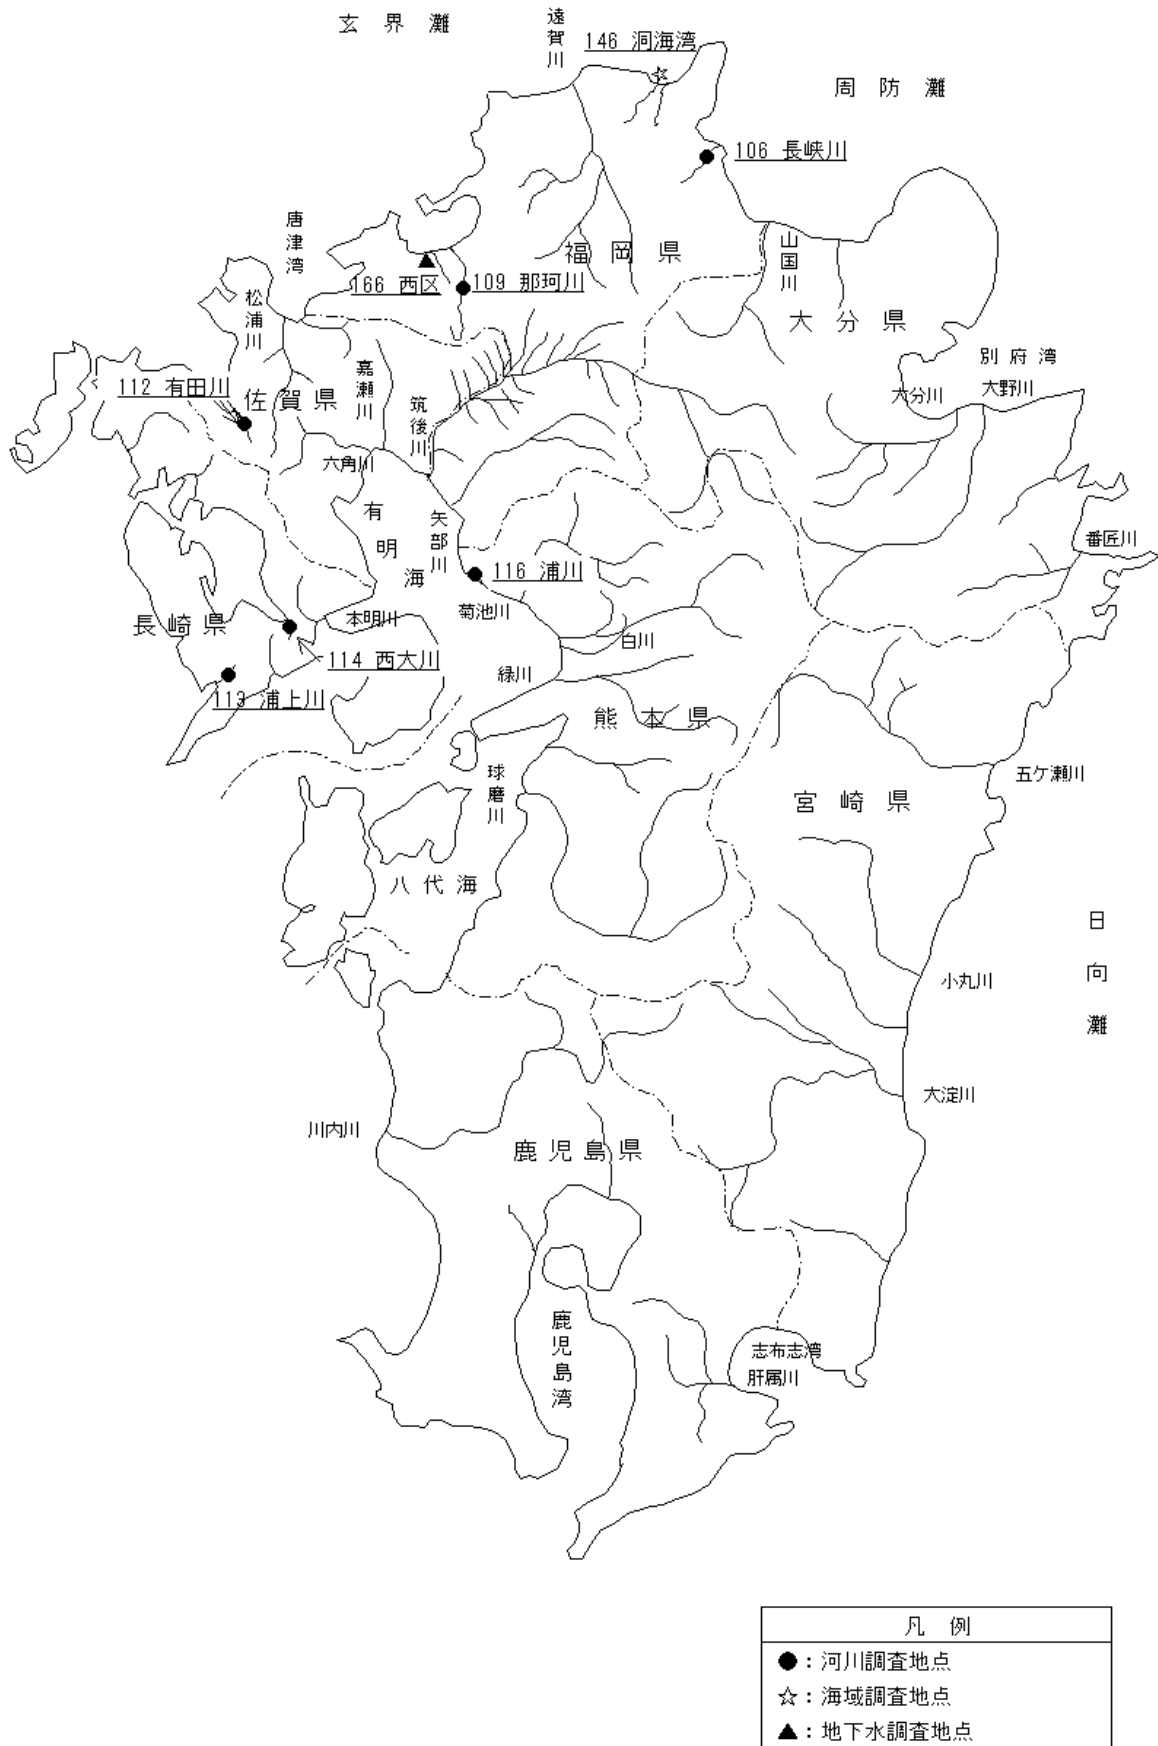 玄界灘
遠賀川
146 洞海湾
周防灘
106 長峡川
唐津湾
福岡県
山国川
166 西区
109 那珂川
松浦川
大分県
嘉瀬川
別府湾
112 有田川
佐賀県
筑後川
大分川
大野川
六角川
有明海
矢部川
番匠川
116 浦川
菊池川
長崎県
本明川
白川
114 西大川
緑川
113 浦上川
熊本県
球磨川
五ケ瀬川
宮崎県
八代海
日向灘
小丸川
大淀川
川内川
鹿児島県
鹿児島湾
志布志湾
肝属川
凡例
●:河川調査地点
☆:海域調査地点
▲:地下水調査地点